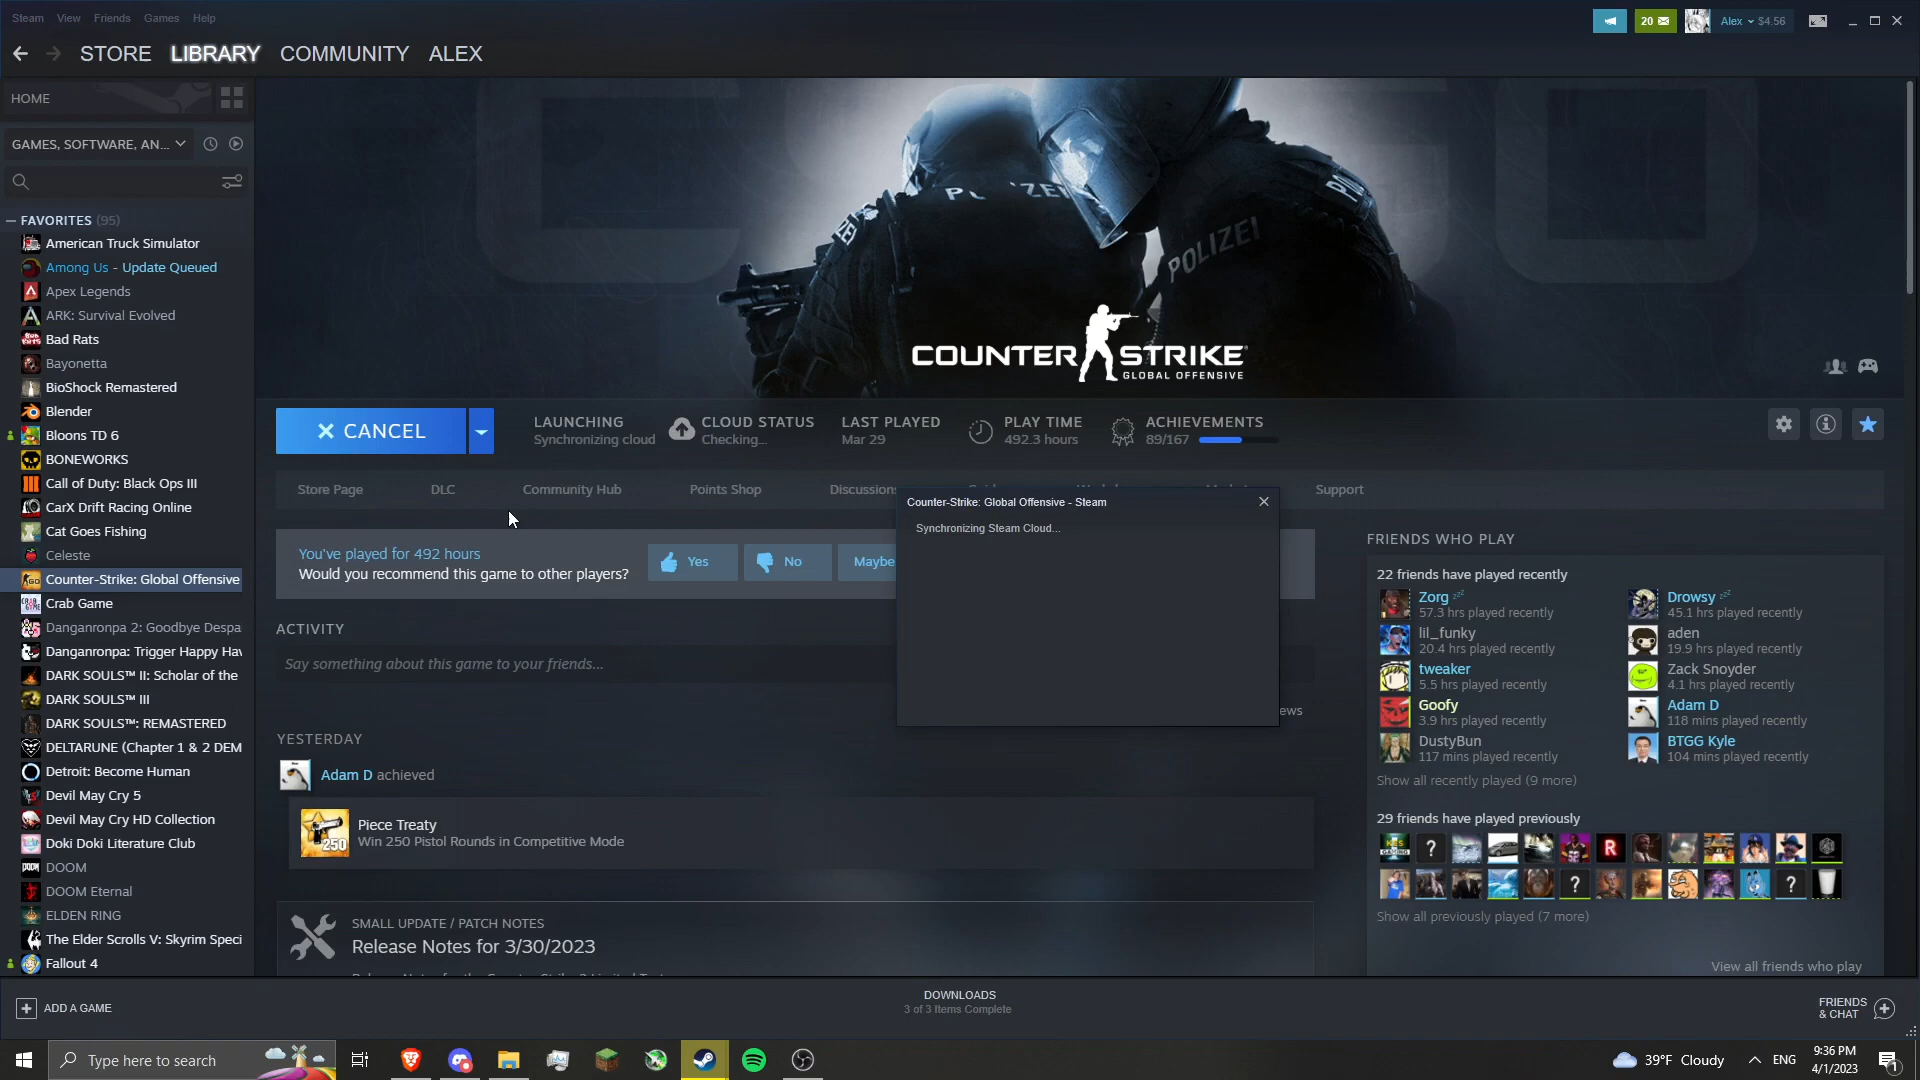 Steam View Friends Games Help
20
Alex
$4.56
STORE LIBRARY COMMUNITY ALEX
HOME
GAMES, SOFTWARE, AN...
FAVORITES (95)
American Truck Simulator
Among Us - Update Queued
Apex Legends
ARK: Survival Evolved
Bad Rats
Bayonetta
BioShock Remastered
Blender
Bloons TD 6
BONEWORKS
Call of Duty: Black Ops III
CarX Drift Racing Online
Cat Goes Fishing
Celeste
Counter-Strike: Global Offensive
Crab Game
Danganronpa 2: Goodbye Despa
Danganronpa: Trigger Happy Hav
DARK SOULS™ II: Scholar of the
DARK SOULS™ III
DARK SOULS™: REMASTERED
DELTARUNE (Chapter 1 & 2 DEM
Detroit: Become Human
Devil May Cry 5
Devil May Cry HD Collection
Doki Doki Literature Club
DOOM
DOOM Eternal
ELDEN RING
The Elder Scrolls V: Skyrim Speci
Fallout 4
POLIZEI
COUNTER STRIKE
GLOBAL OFFENSIVE
CANCEL
LAUNCHING
Synchronizing cloud
CLOUD STATUS
Checking...
LAST PLAYED
Mar 29
PLAY TIME
492.3 hours
ACHIEVEMENTS
89/167
Store Page DLC Community Hub Points Shop Discussions Support
Counter-Strike: Global Offensive - Steam
Synchronizing Steam Cloud...
You've played for 492 hours
Would you recommend this game to other players?
Yes
No
Maybe
ACTIVITY
Say something about this game to your friends...
ews
YESTERDAY
Adam D achieved
Piece Treaty
Win 250 Pistol Rounds in Competitive Mode
250
SMALL UPDATE / PATCH NOTES
Release Notes for 3/30/2023
FRIENDS WHO PLAY
22 friends have played recently
Zorg zzZ
57.3 hrs played recently
Drowsy zzZ
45.1 hrs played recently
lil_funky
20.4 hrs played recently
aden
19.9 hrs played recently
tweaker
5.5 hrs played recently
Zack Snoyder
4.1 hrs played recently
Goofy
3.9 hrs played recently
Adam D
118 mins played recently
DustyBun
117 mins played recently
BTGG Kyle
104 mins played recently
Show all recently played (9 more)
29 friends have played previously
Show all previously played (7 more)
View all friends who play
ADD A GAME
DOWNLOADS
3 of 3 Items Complete
FRIENDS
& CHAT
Type here to search
39°F Cloudy
ENG
9:36 PM
4/1/2023
1